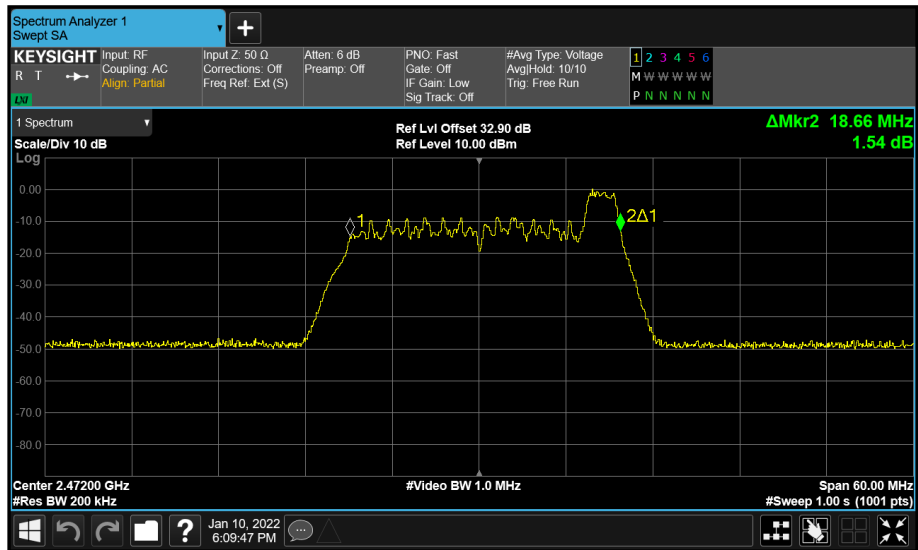 Spectrum Analyzer 1
Swept SA
+
KEYSIGHT
R T
LXI
Input: RF
Coupling: AC
Align: Partial
Input Z: 50 Ω
Corrections: Off
Freq Ref: Ext (S)
Atten: 6 dB
Preamp: Off
PNO: Fast
Gate: Off
IF Gain: Low
Sig Track: Off
#Avg Type: Voltage
Avg|Hold: 10/10
Trig: Free Run
1 2 3 4 5 6
M W W W W W
P N N N N N
1 Spectrum
Scale/Div 10 dB
Ref Lvl Offset 32.90 dB
Ref Level 10.00 dBm
ΔMkr2 18.66 MHz
1.54 dB
Log
0.00
-10.0
-20.0
-30.0
-40.0
-50.0
-60.0
-70.0
-80.0
1
2Δ1
Center 2.47200 GHz
#Res BW 200 kHz
#Video BW 1.0 MHz
Span 60.00 MHz
#Sweep 1.00 s (1001 pts)
?
Jan 10, 2022
6:09:47 PM